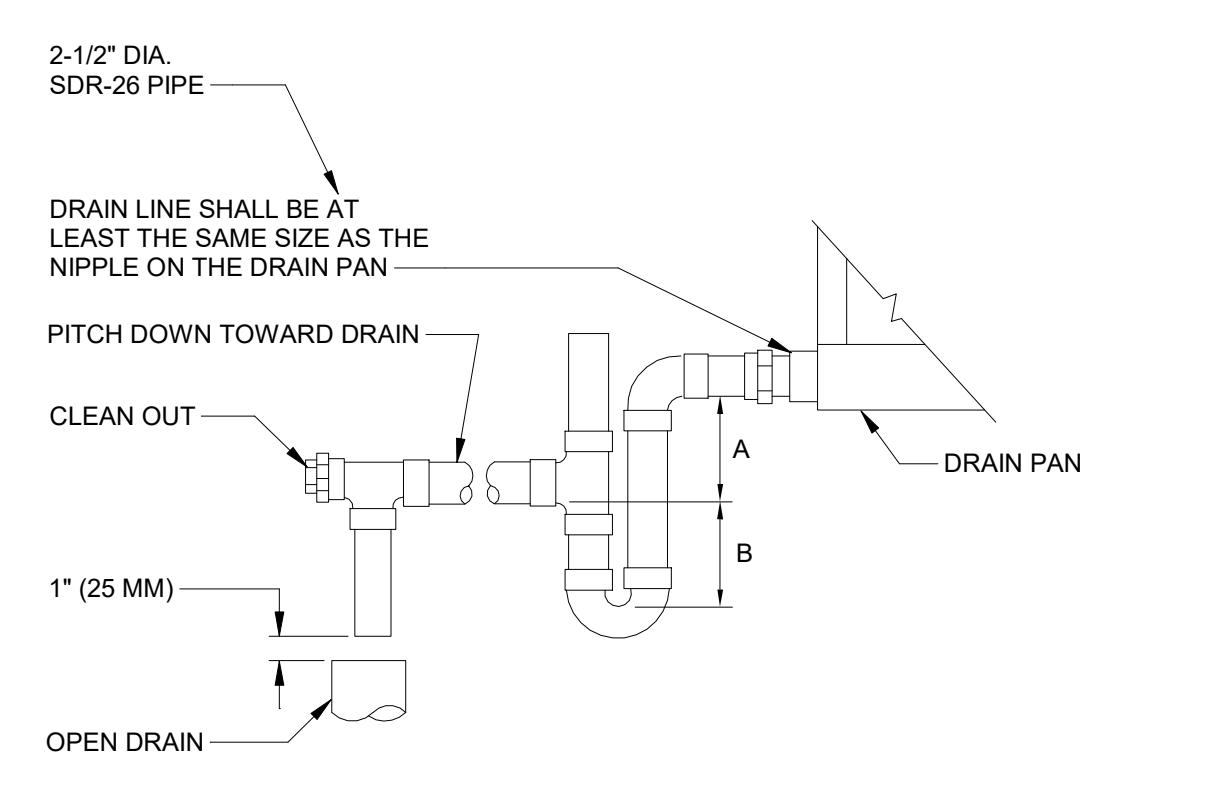 2-1/2" DIA.
SDR-26 PIPE
DRAIN LINE SHALL BE AT
LEAST THE SAME SIZE AS THE
NIPPLE ON THE DRAIN PAN
PITCH DOWN TOWARD DRAIN
CLEAN OUT
A
DRAIN PAN
B
1" (25 MM)
OPEN DRAIN